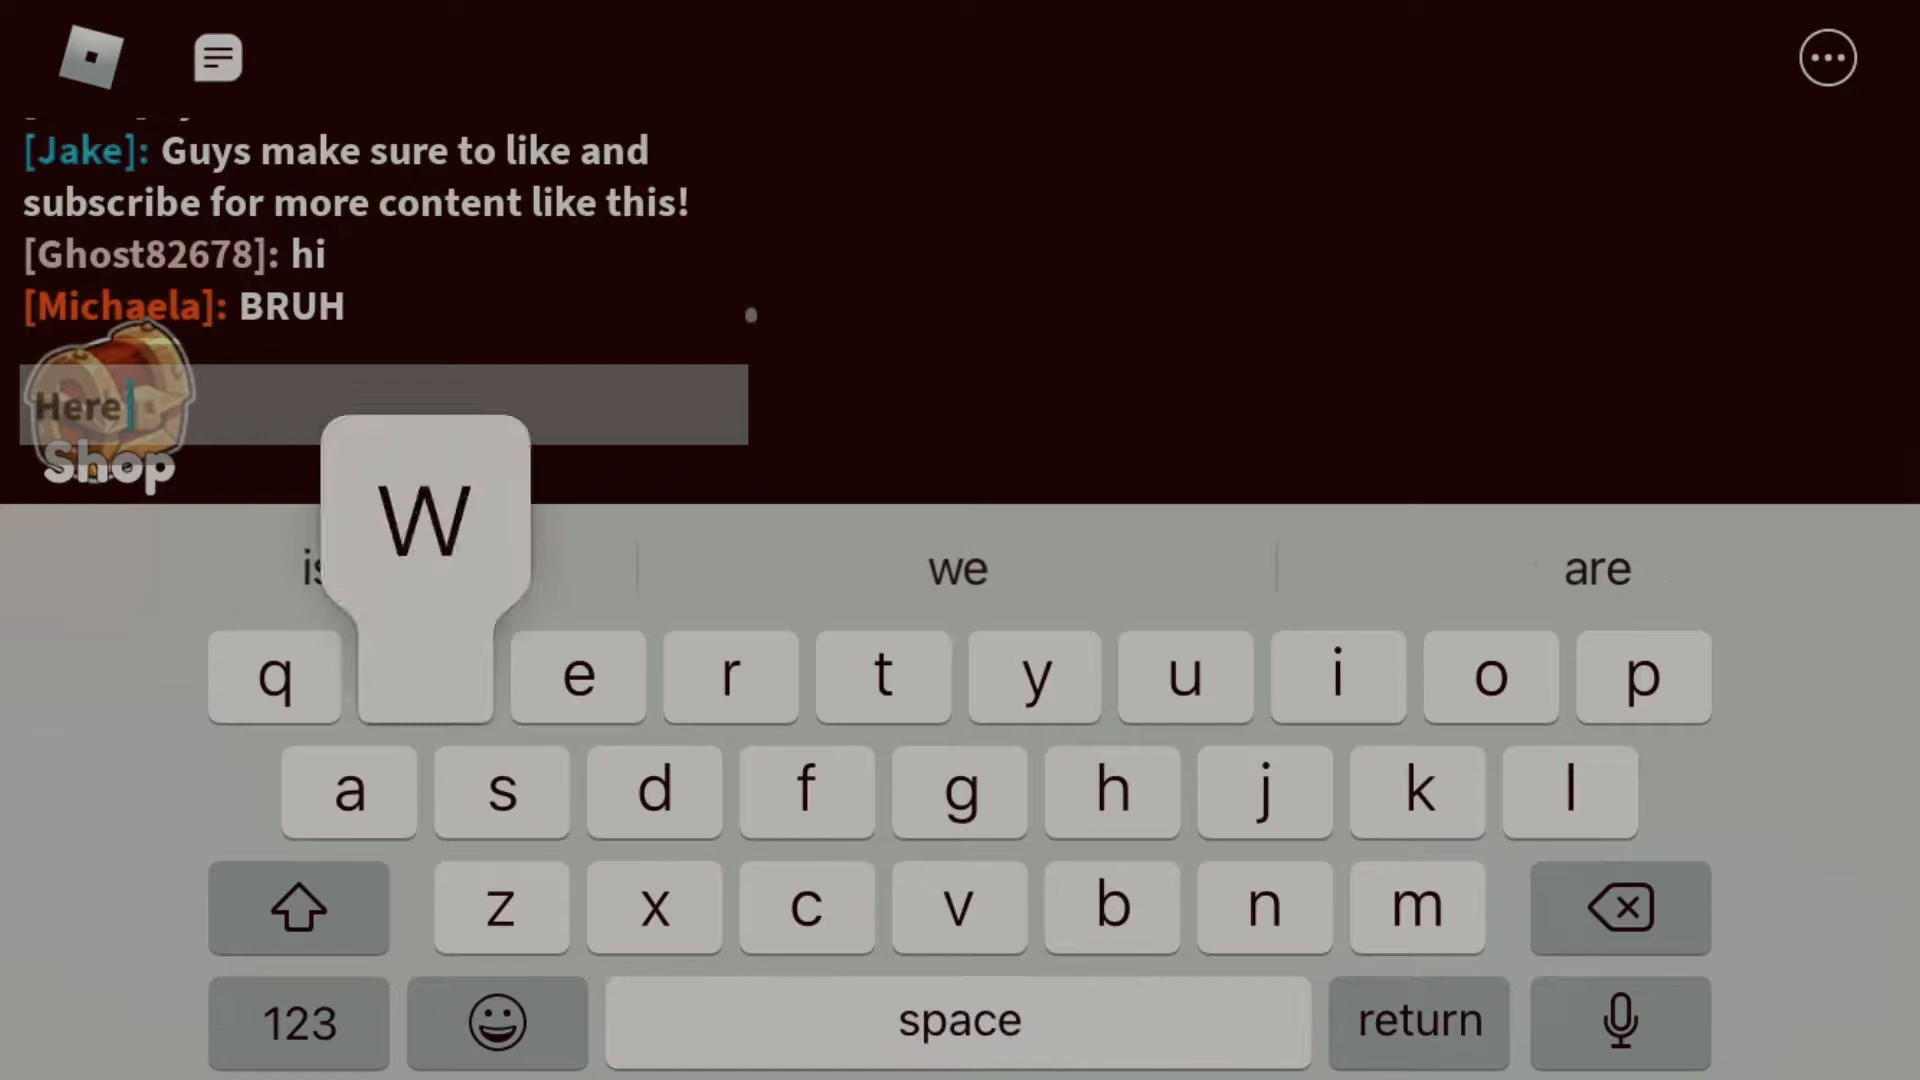 [Jake]: Guys make sure to like and
subscribe for more content like this!
[Ghost82678]: hi
[Michaela]: BRUH
Here
Shop
W
we are
q e r t y u i o p
a s d f g h j k l
z x c v b n m
123 space return